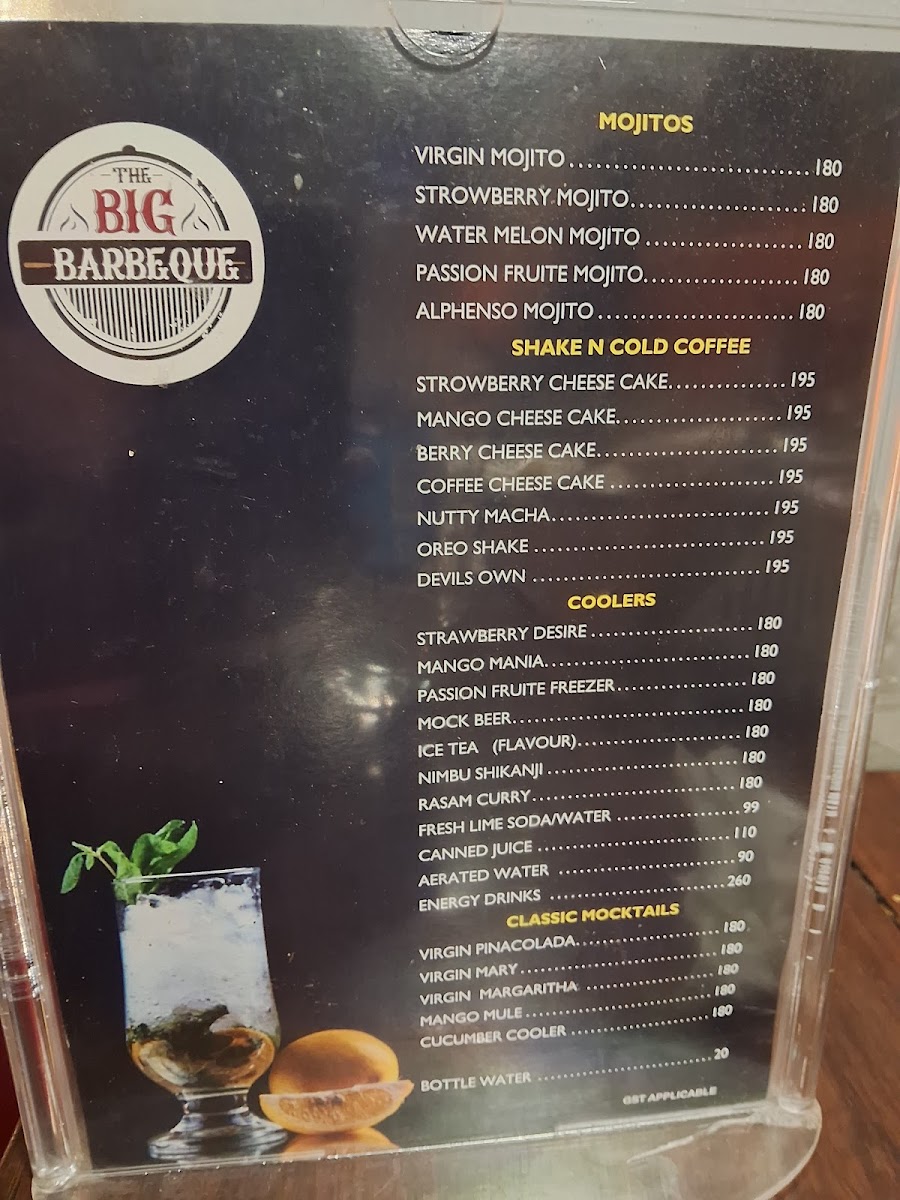 THE
BIG
BARBEQUE
MOJITOS
VIRGIN MOJITO ........................... 180
STROWBERRY MOJITO..................... 180
WATER MELON MOJITO ................... 180
PASSION FRUITE MOJITO................... 180
ALPHENSO MOJITO ........................ 180
SHAKE N COLD COFFEE
STROWBERRY CHEESE CAKE............... 195
MANGO CHEESE CAKE..................... 195
BERRY CHEESE CAKE....................... 195
COFFEE CHEESE CAKE ..................... 195
NUTTY MACHA............................. 195
OREO SHAKE ............................... 195
DEVILS OWN ............................... 195
COOLERS
STRAWBERRY DESIRE ...................... 180
MANGO MANIA............................. 180
PASSION FRUITE FREEZER................... 180
MOCK BEER................................. 180
ICE TEA (FLAVOUR)......................... 180
NIMBU SHIKANJI ........................... 180
RASAM CURRY.............................. 180
FRESH LIME SODA/WATER ................. 99
CANNED JUICE ............................. 110
AERATED WATER .......................... 90
ENERGY DRINKS .......................... 260
CLASSIC MOCKTAILS
VIRGIN PINACOLADA....................... 180
VIRGIN MARY............................... 180
VIRGIN MARGARITHA ..................... 180
MANGO MULE .............................. 180
CUCUMBER COOLER ....................... 180
BOTTLE WATER ............................ 20
GST APPLICABLE